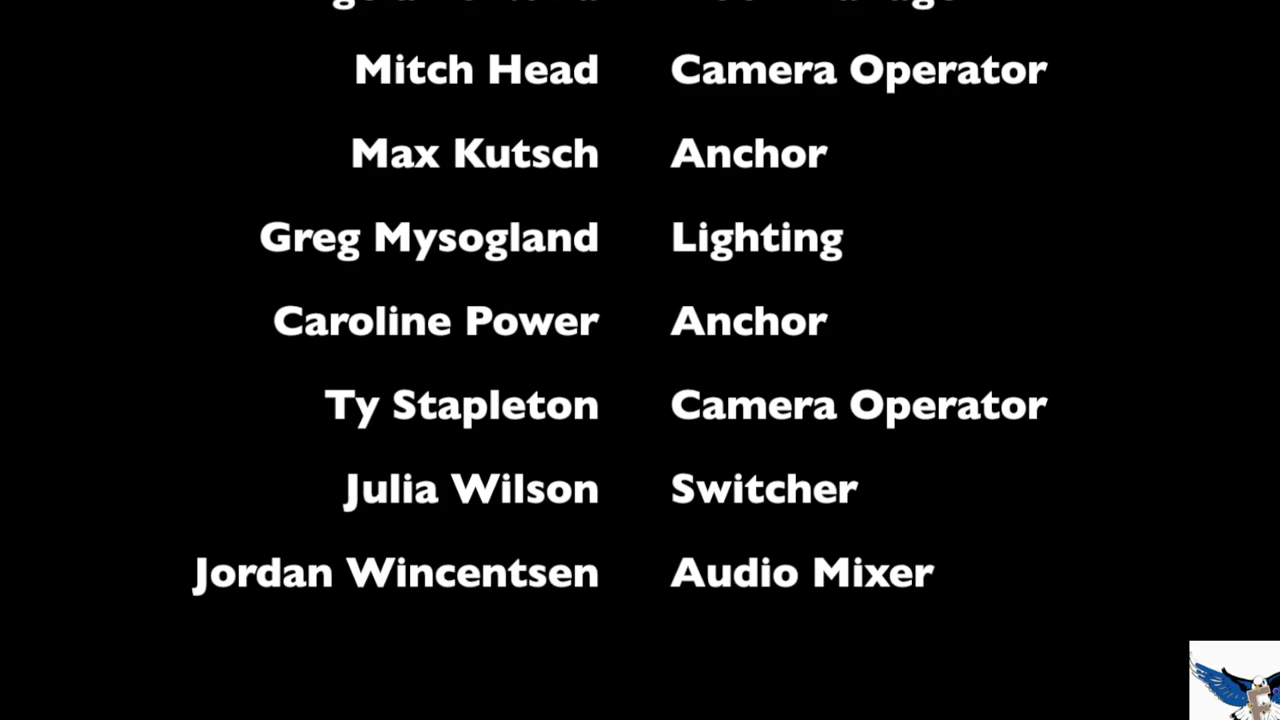 Mitch Head Camera Operator
Max Kutsch Anchor
Greg Mysogland Lighting
Caroline Power Anchor
Ty Stapleton Camera Operator
Julia Wilson Switcher
Jordan Wincentsen Audio Mixer